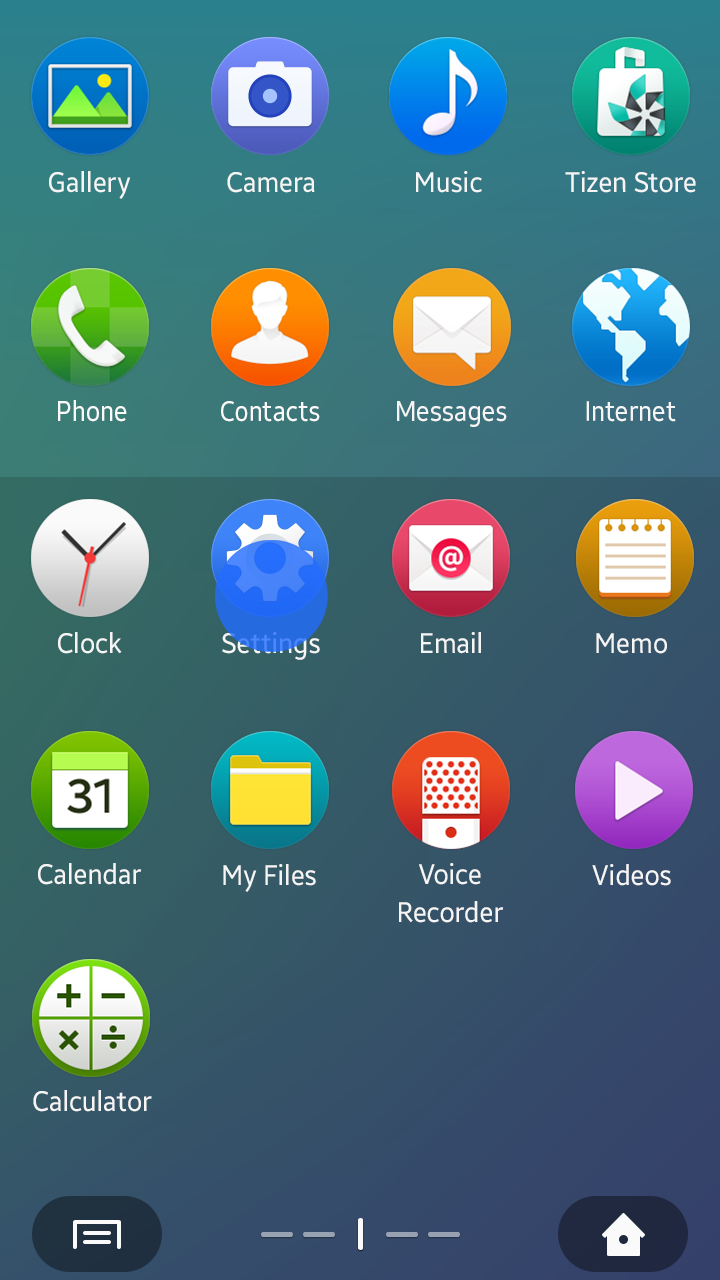 Gallery
Camera
Music
Tizen Store
Phone
Contacts
Messages
Internet
Clock
Settings
@
Email
Memo
31
Calendar
My Files
Voice
Recorder
Videos
+ −
× ÷
Calculator